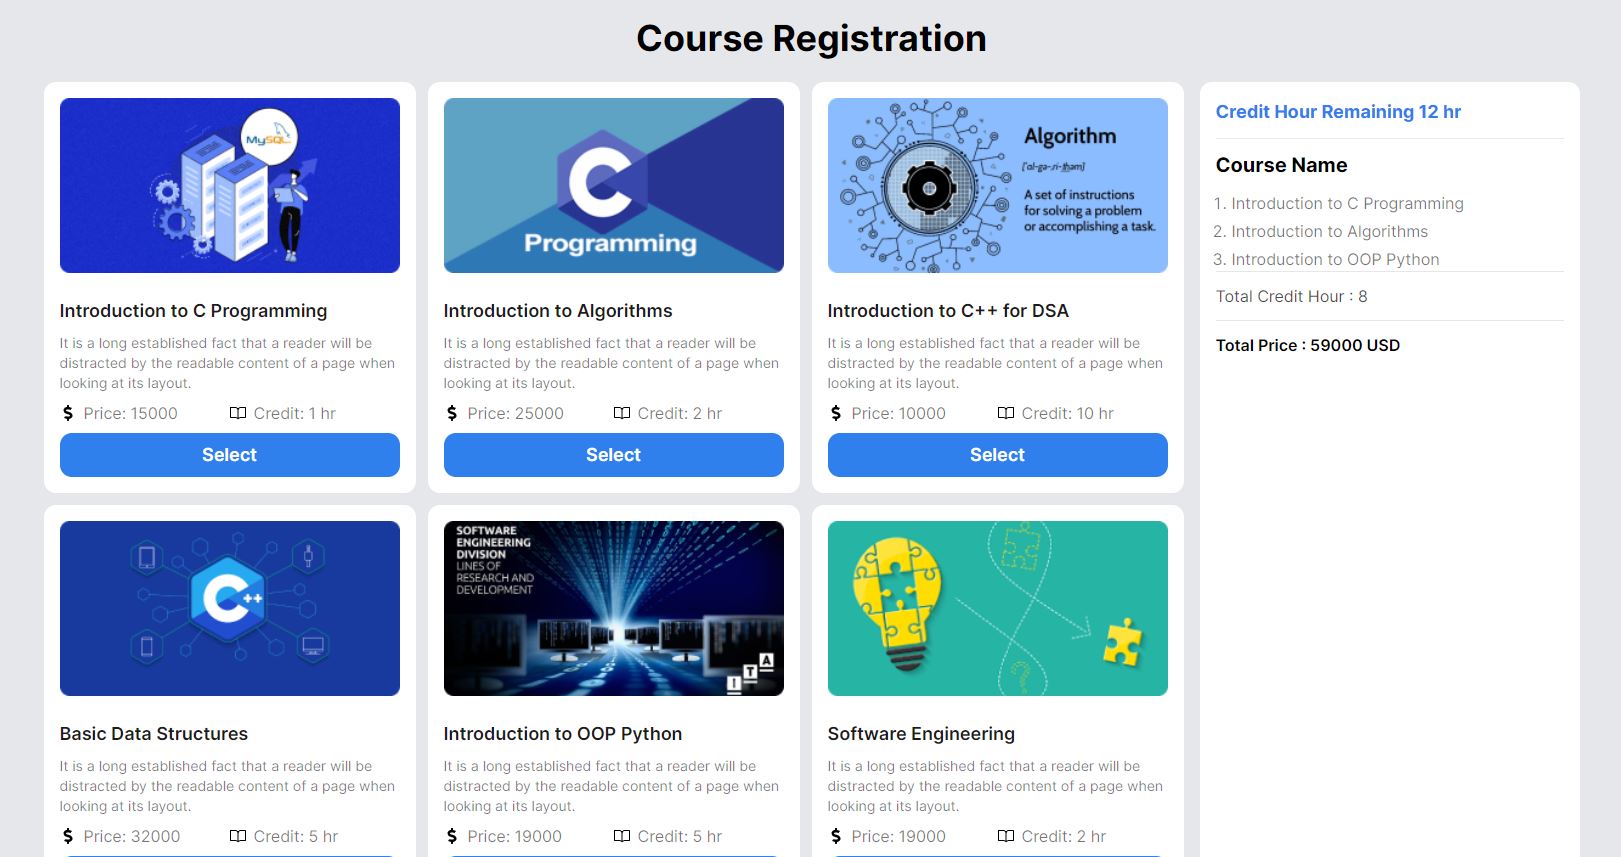 Course Registration
MySQL
Introduction to C Programming
It is a long established fact that a reader will be
distracted by the readable content of a page when
looking at its layout.
Price: 15000
Credit: 1 hr
Select
C
Programming
Introduction to Algorithms
It is a long established fact that a reader will be
distracted by the readable content of a page when
looking at its layout.
Price: 25000
Credit: 2 hr
Select
Algorithm
['al-gə-ˌri-t͟həm]
A set of instructions
for solving a problem
or accomplishing a task.
Introduction to C++ for DSA
It is a long established fact that a reader will be
distracted by the readable content of a page when
looking at its layout.
Price: 10000
Credit: 10 hr
Select
C++
Basic Data Structures
It is a long established fact that a reader will be
distracted by the readable content of a page when
looking at its layout.
Price: 32000
Credit: 5 hr
SOFTWARE
ENGINEERING
DIVISION
LINES OF
RESEARCH AND
DEVELOPMENT
ITA
Introduction to OOP Python
It is a long established fact that a reader will be
distracted by the readable content of a page when
looking at its layout.
Price: 19000
Credit: 5 hr
?
Software Engineering
It is a long established fact that a reader will be
distracted by the readable content of a page when
looking at its layout.
Price: 19000
Credit: 2 hr
Credit Hour Remaining 12 hr
Course Name
1. Introduction to C Programming
2. Introduction to Algorithms
3. Introduction to OOP Python
Total Credit Hour : 8
Total Price : 59000 USD